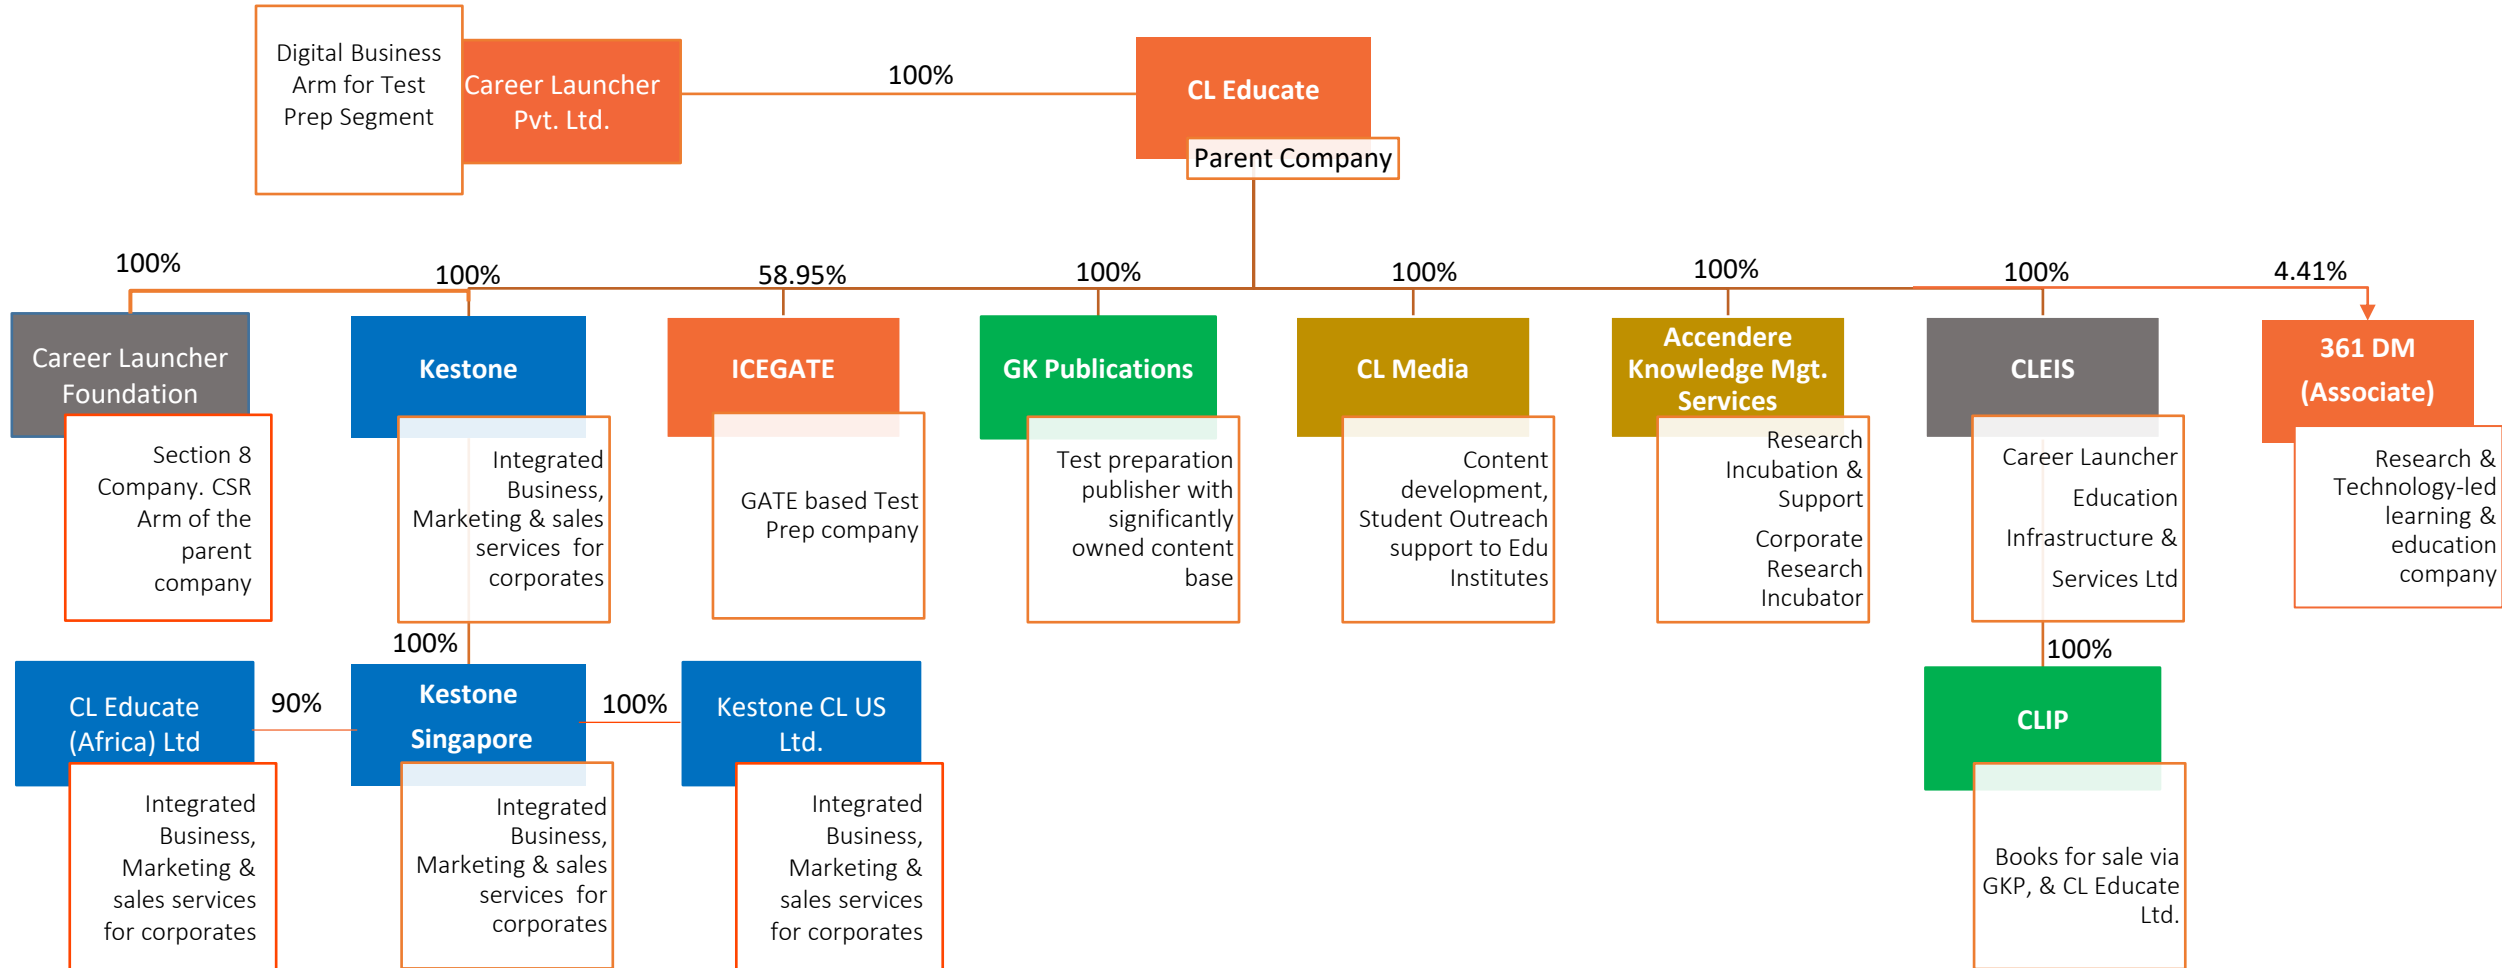 Digital Business
Arm for Test
Prep Segment
Career Launcher
Pvt. Ltd.
100%
CL Educate
Parent Company
100%
100%
58.95%
100%
100%
100%
100%
4.41%
Career Launcher
Foundation
Section 8
Company. CSR
Arm of the
parent
company
Kestone
Integrated
Business,
Marketing & sales
services for
corporates
ICEGATE
GATE based Test
Prep company
GK Publications
Test preparation
publisher with
significantly
owned content
base
CL Media
Content
development,
Student Outreach
support to Edu
Institutes
Accendere
Knowledge Mgt.
Services
Research
Incubation &
Support
Corporate
Research
Incubator
CLEIS
Career Launcher
Education
Infrastructure &
Services Ltd
361 DM
(Associate)
Research &
Technology-led
learning &
education
company
100%
100%
CL Educate
(Africa) Ltd
90%
Kestone
Singapore
100%
Kestone CL US
Ltd.
CLIP
Integrated
Business,
Marketing &
sales services
for corporates
Integrated
Business,
Marketing & sales
services for
corporates
Integrated
Business,
Marketing &
sales services
for corporates
Books for sale via
GKP, & CL Educate
Ltd.